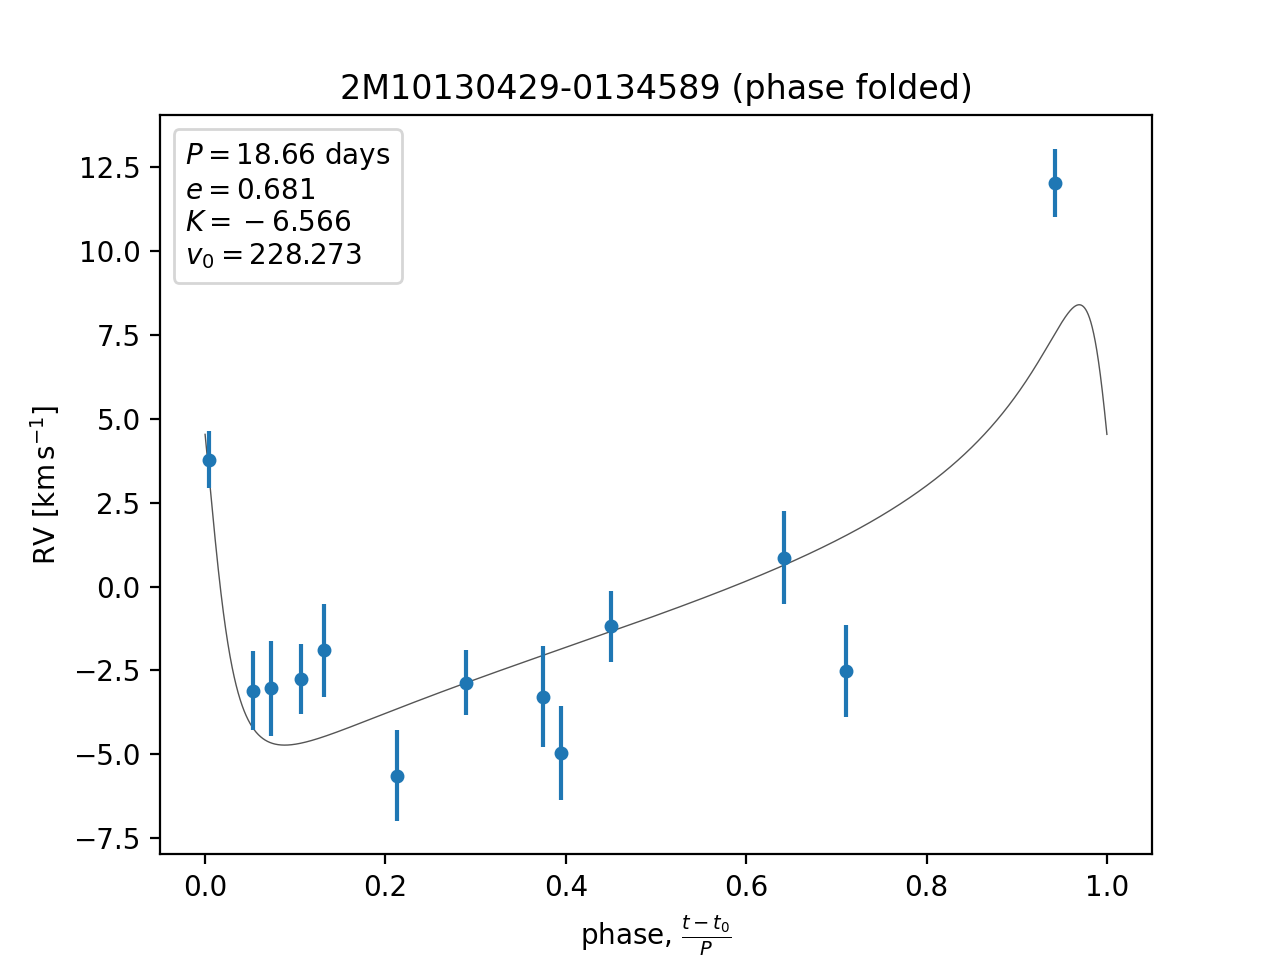 2M10130429-0134589 (phase folded)
P = 18.66 days
e = 0.681
K = −6.566
v₀ = 228.273
RV [km s⁻¹]
12.5
10.0
7.5
5.0
2.5
0.0
−2.5
−5.0
−7.5
0.0 0.2 0.4 0.6 0.8 1.0
phase, (t − t₀)/P